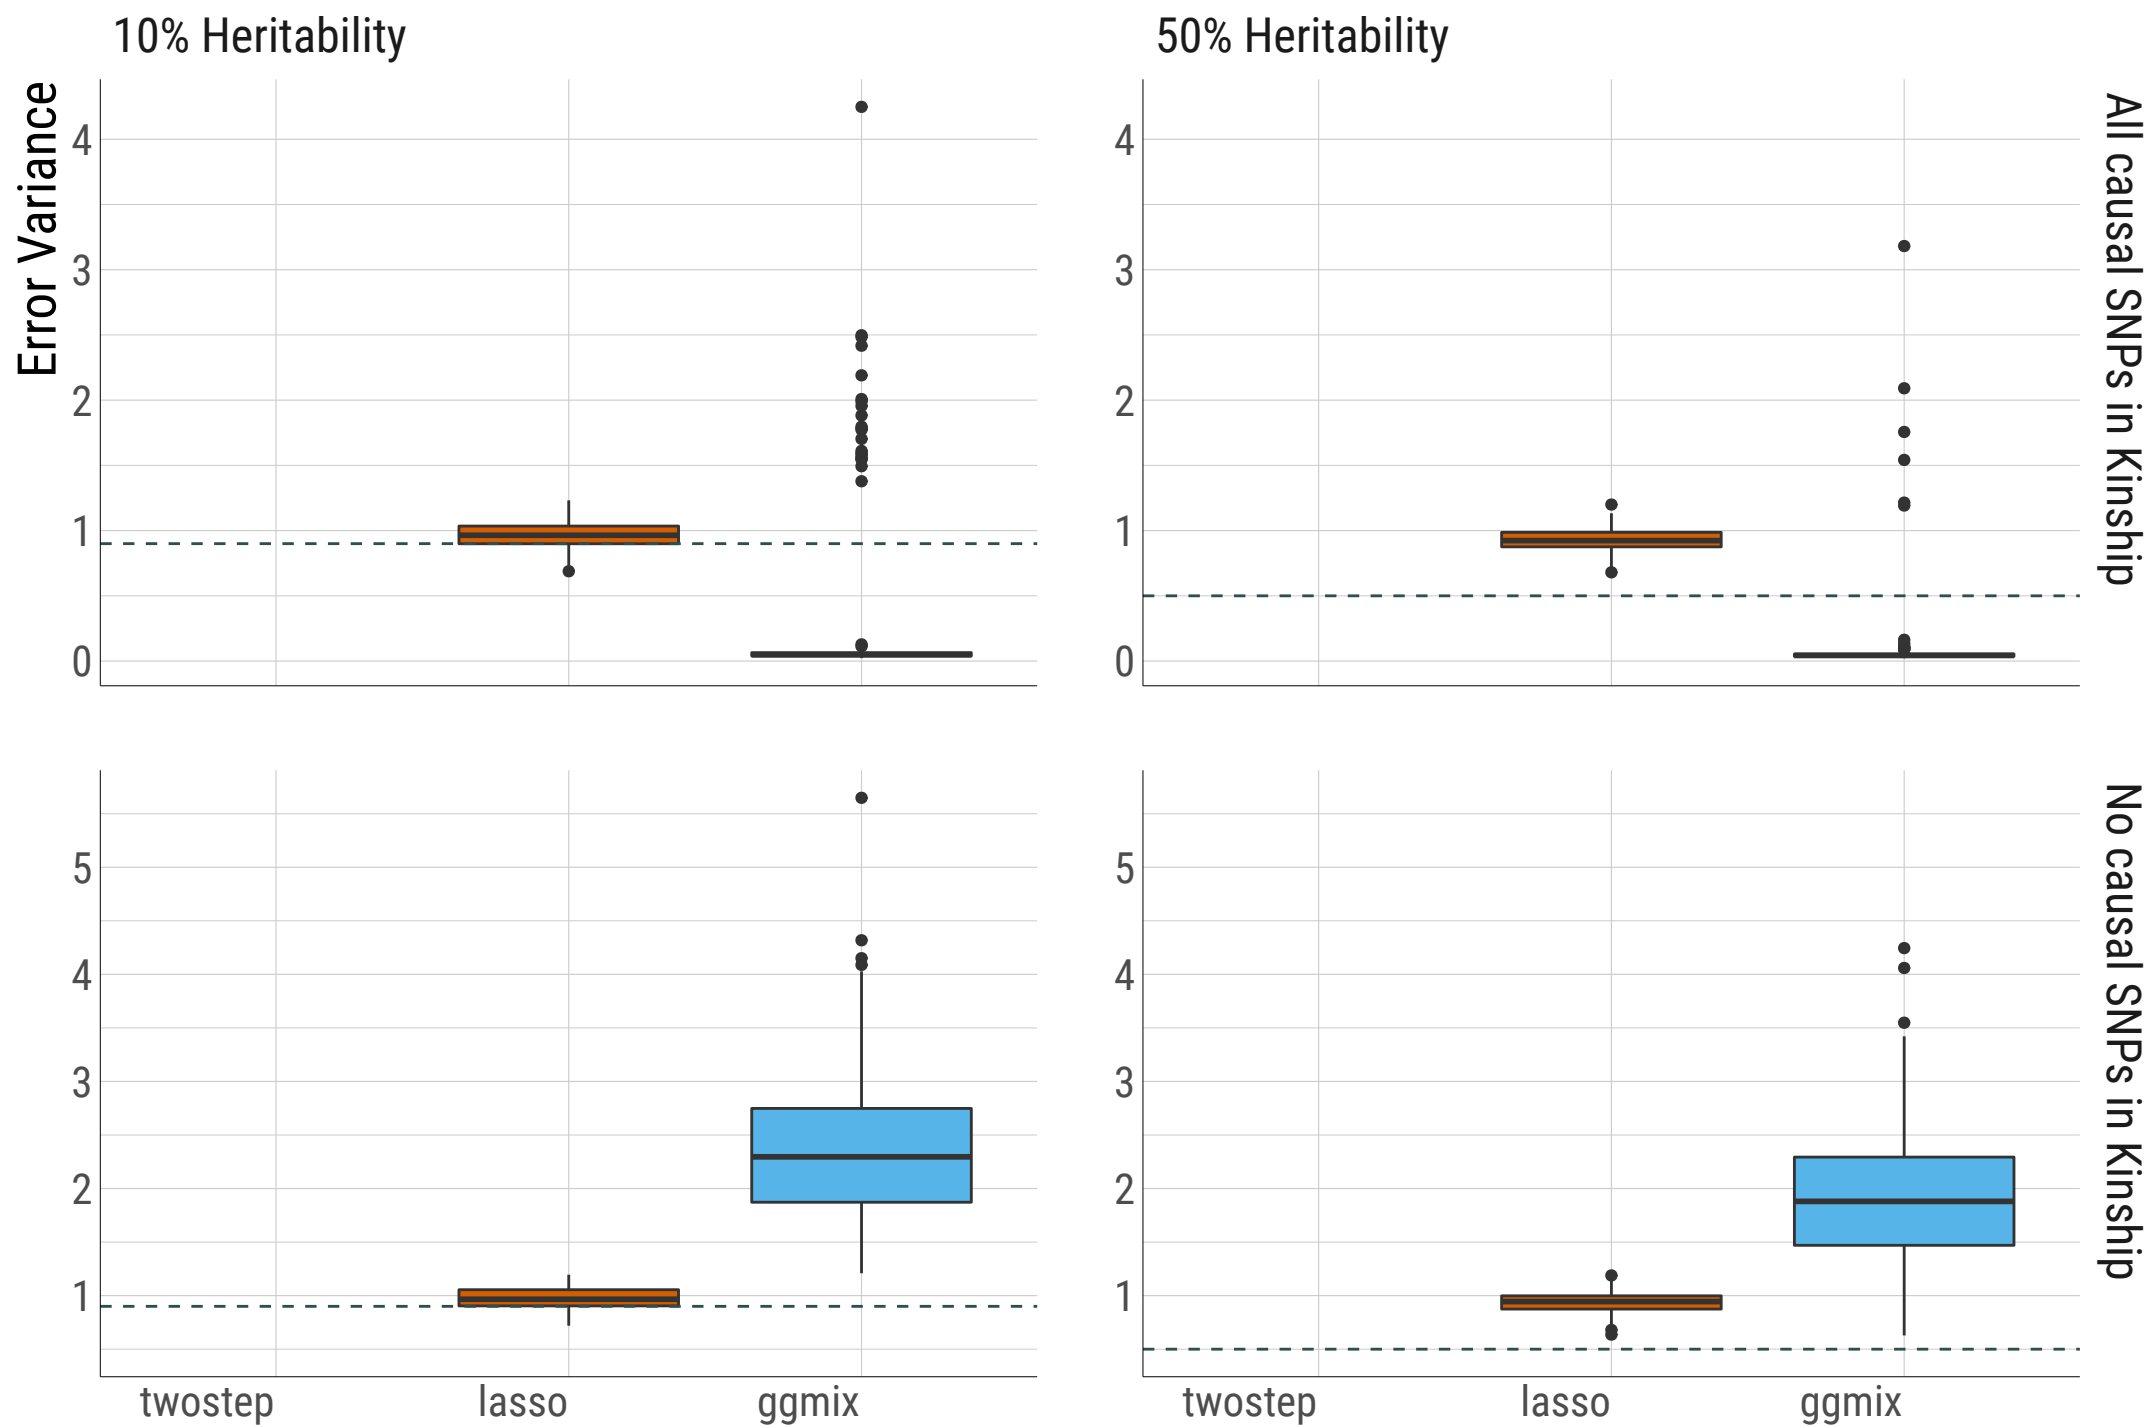 10% Heritability
50% Heritability
Error Variance
4
3
2
1
0
4
3
2
1
0
All causal SNPs in Kinship
5
4
3
2
1
5
4
3
2
1
No causal SNPs in Kinship
twostep lasso ggmix
twostep lasso ggmix